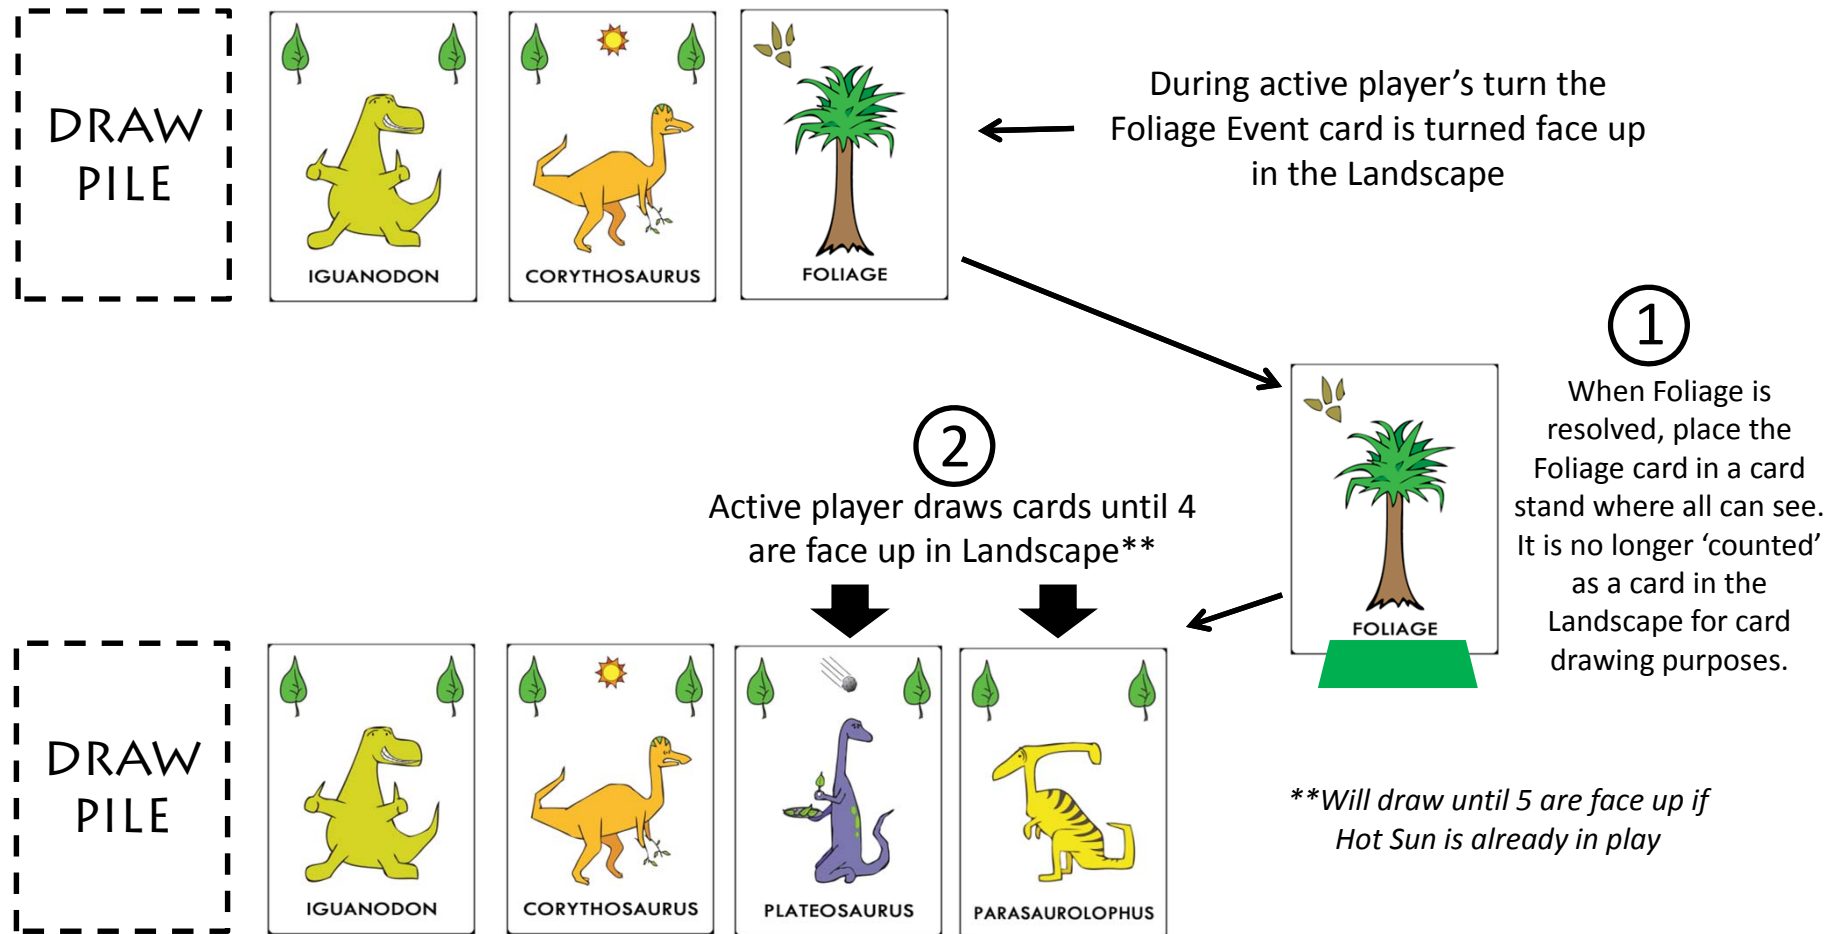 DRAW
PILE
IGUANODON
CORYTHOSAURUS
FOLIAGE
During active player’s turn the
Foliage Event card is turned face up
in the Landscape
1
When Foliage is
resolved, place the
Foliage card in a card
stand where all can see.
It is no longer ‘counted’
as a card in the
Landscape for card
drawing purposes.
FOLIAGE
2
Active player draws cards until 4
are face up in Landscape**
DRAW
PILE
IGUANODON
CORYTHOSAURUS
PLATEOSAURUS
PARASAUROLOPHUS
**Will draw until 5 are face up if
Hot Sun is already in play